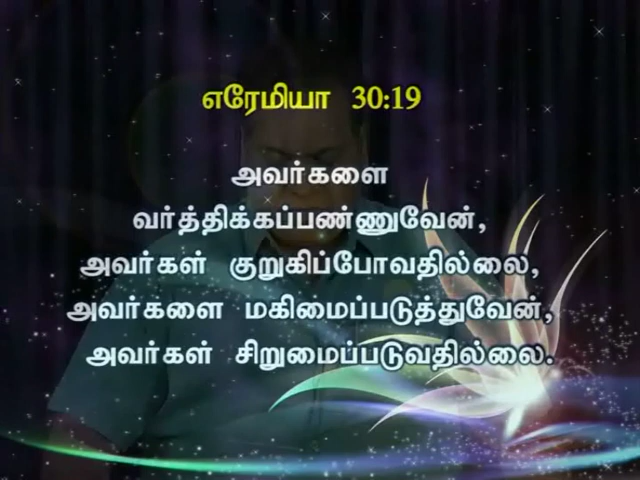 எரேமியா 30:19
அவர்களை
வர்த்திக்கப்பண்ணுவேன்,
அவர்கள் குறுகிப்போவதில்லை,
அவர்களை மகிமைப்படுத்துவேன்,
அவர்கள் சிறுமைப்படுவதில்லை.